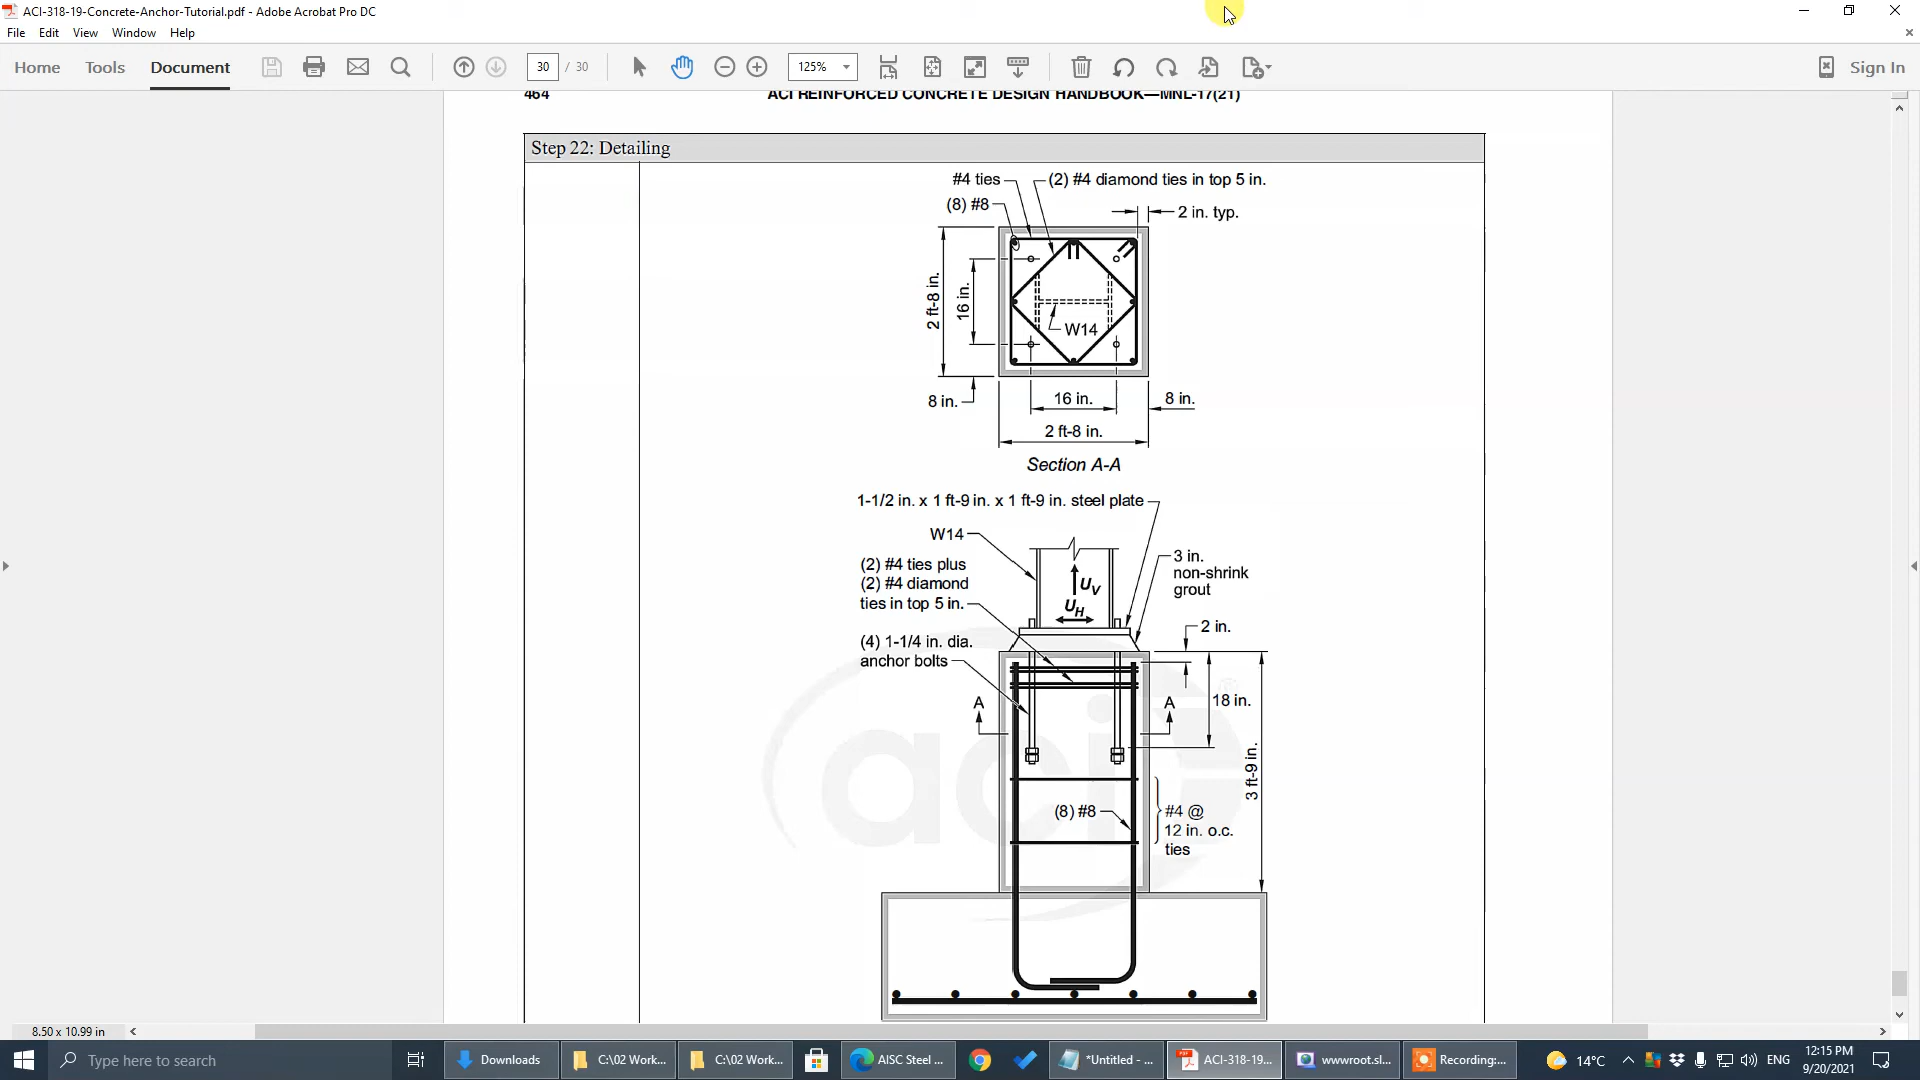 ACI-318-19-Concrete-Anchor-Tutorial.pdf - Adobe Acrobat Pro DC
File Edit View Window Help
Home Tools Document 30 / 30 125% Sign In
464 ACI REINFORCED CONCRETE DESIGN HANDBOOK—MNL-17(21)
Step 22: Detailing
#4 ties
(2) #4 diamond ties in top 5 in.
(8) #8
2 in. typ.
2 ft-8 in.
16 in.
W14
8 in.
16 in.
8 in.
2 ft-8 in.
Section A-A
1-1/2 in. x 1 ft-9 in. x 1 ft-9 in. steel plate
W14
3 in.
non-shrink
grout
(2) #4 ties plus
(2) #4 diamond
ties in top 5 in.
UV
UH
2 in.
(4) 1-1/4 in. dia.
anchor bolts
A
A
18 in.
3 ft-9 in.
(8) #8
#4 @
12 in. o.c.
ties
aci
8.50 x 10.99 in
Type here to search
Downloads
C:\02 Work...
C:\02 Work...
AISC Steel ...
*Untitled - ...
ACI-318-19...
wwwroot.sl...
Recording:...
14°C
ENG
12:15 PM
9/20/2021